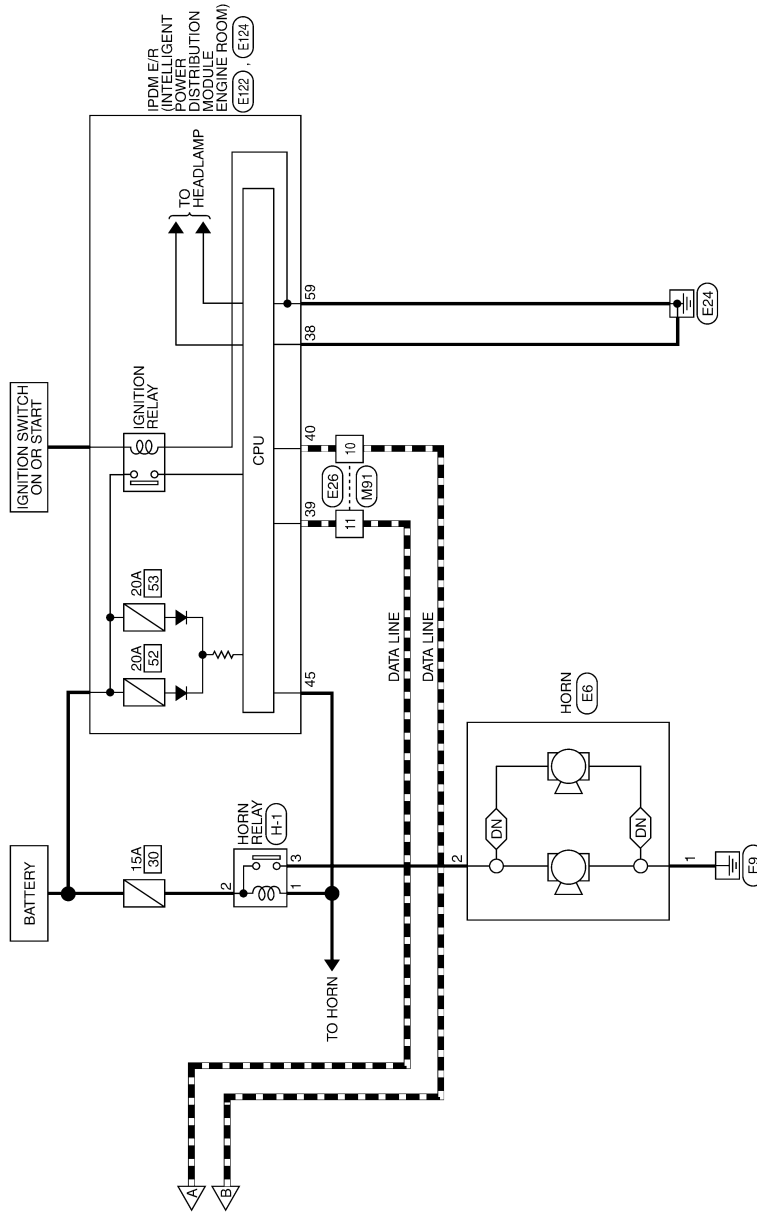 BATTERY
IGNITION SWITCH
ON OR START
15A
30
20A
52
20A
53
IGNITION
RELAY
TO
HEADLAMP
IPDM E/R
(INTELLIGENT
POWER
DISTRIBUTION
MODULE
ENGINE ROOM)
E122 , E124
CPU
HORN
RELAY
H-1
2
1
3
45
39
40
38
59
TO HORN
11
E26
M91
10
DATA LINE
DATA LINE
A
B
HORN
E6
2
DN
DN
1
E9
E24